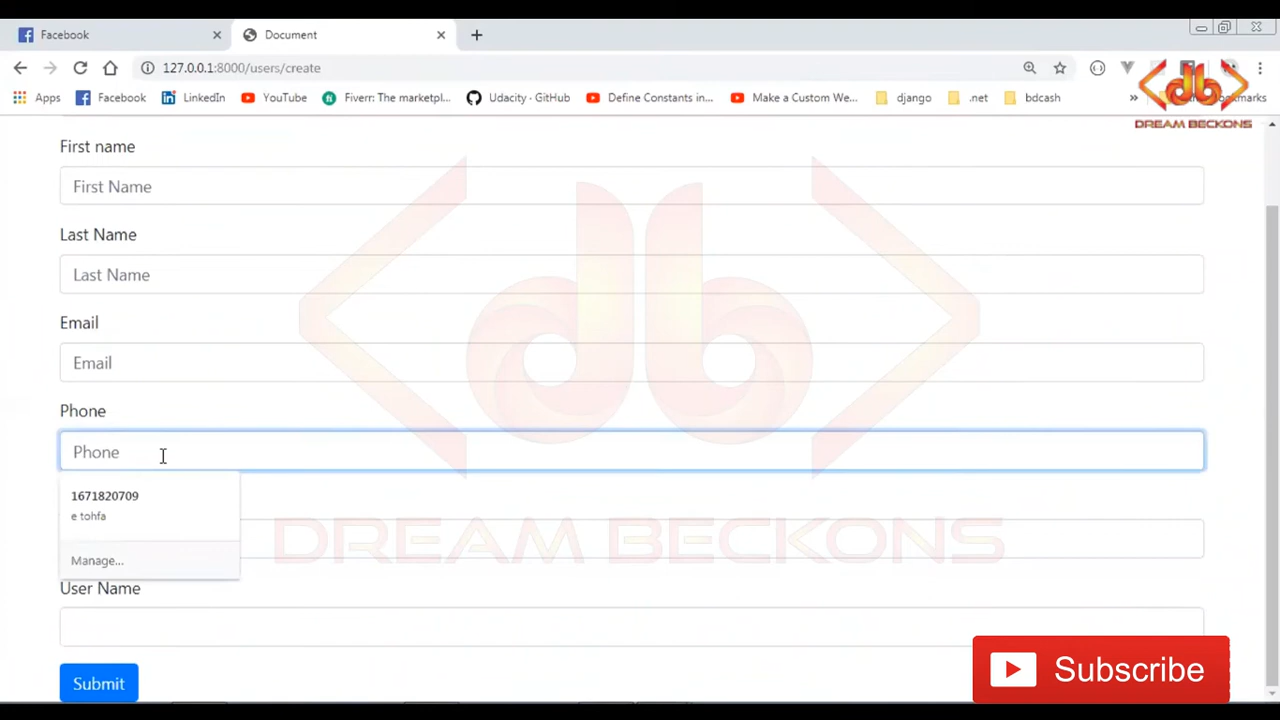 Facebook
Document
127.0.0.1:8000/users/create
Apps
Facebook
LinkedIn
YouTube
Fiverr: The marketpl...
Udacity · GitHub
Define Constants in...
Make a Custom We...
django
.net
bdcash
»
db
DREAM BECKONS
First name
First Name
Last Name
Last Name
Email
Email
Phone
Phone
1671820709
e tohfa
Manage...
db
DREAM BECKONS
User Name
Submit
Subscribe